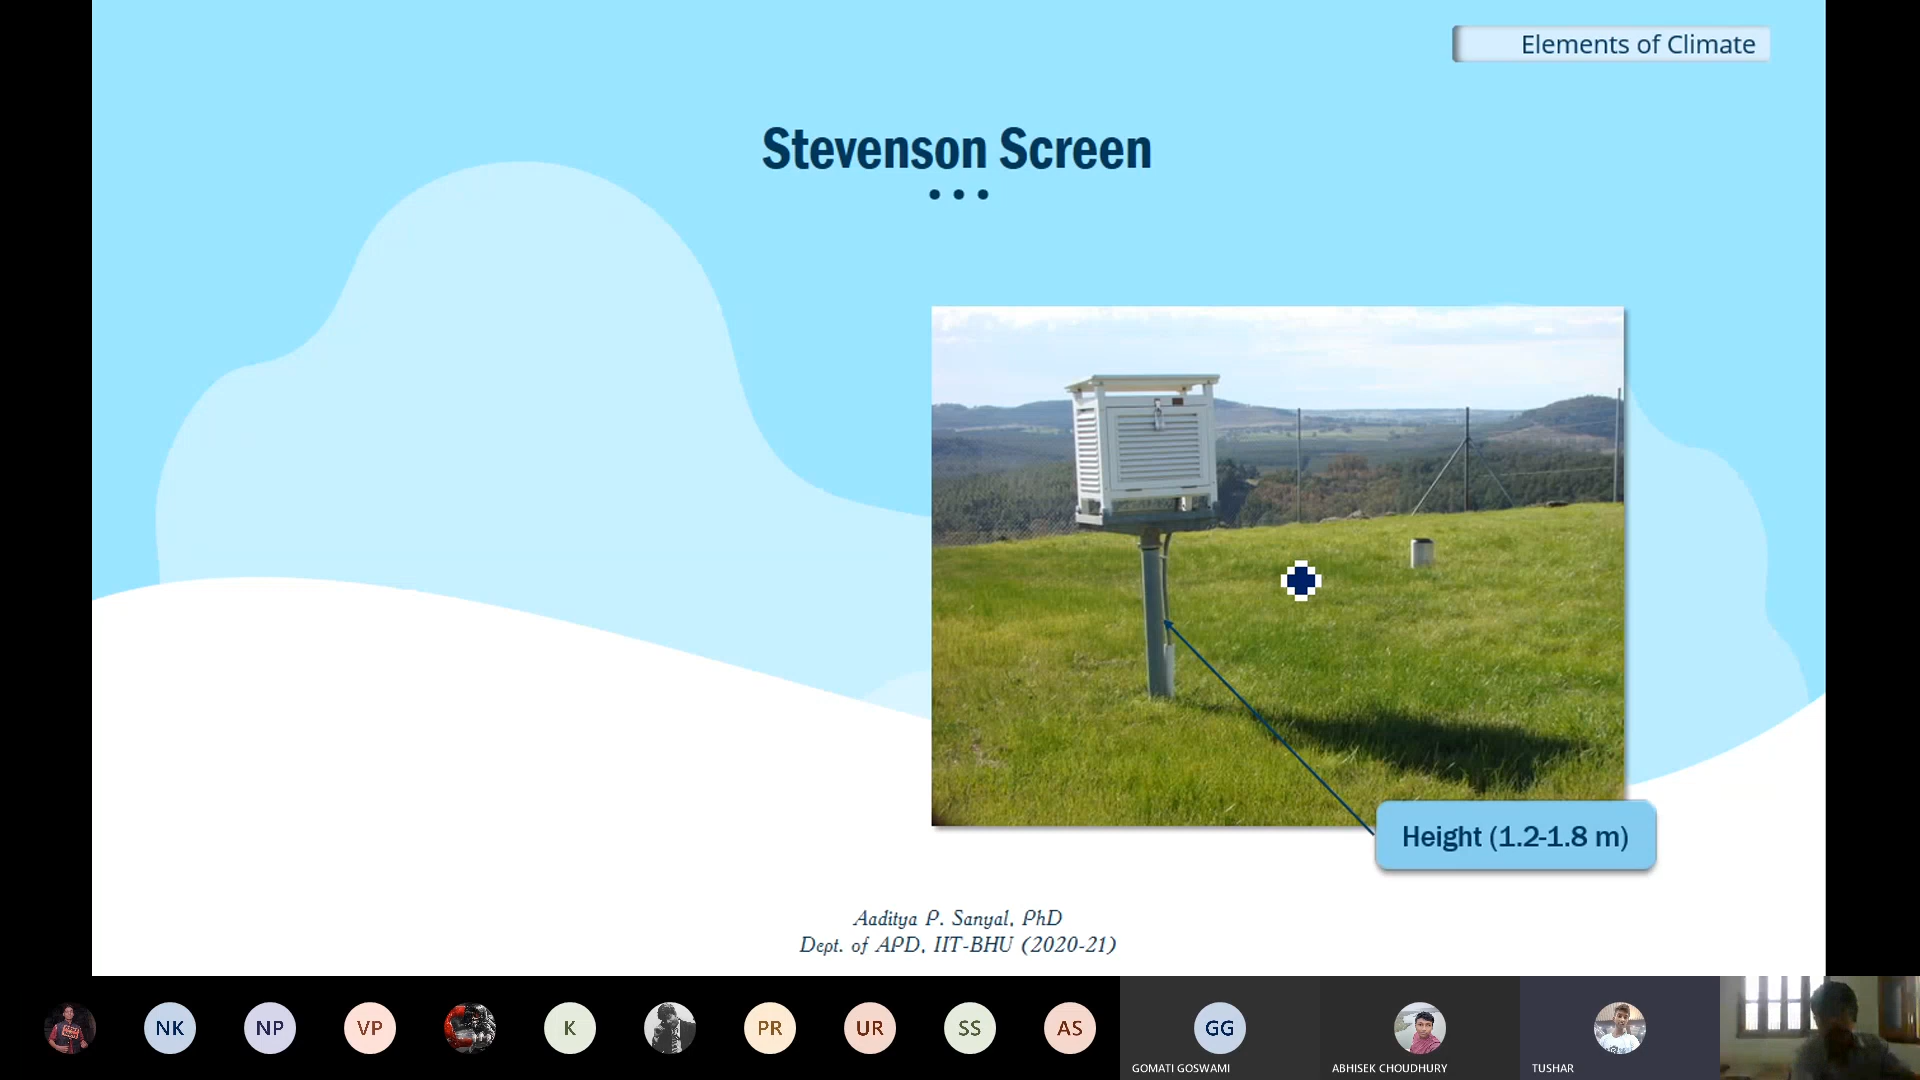 Elements of Climate
Stevenson Screen
Height (1.2-1.8 m)
Aaditya P. Sanyal, PhD
Dept. of APD, IIT-BHU (2020-21)
NK
NP
VP
K
PR
UR
SS
AS
GG
GOMATI GOSWAMI
ABHISEK CHOUDHURY
TUSHAR